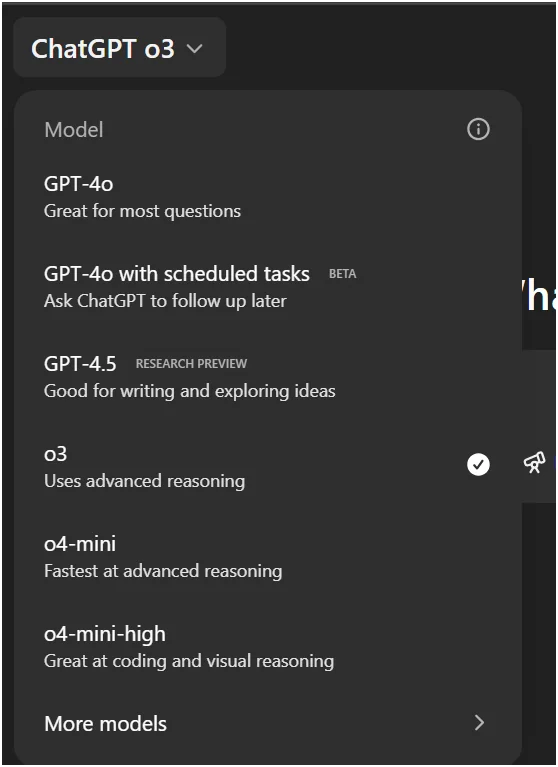 ChatGPT o3
Model
GPT-4o
Great for most questions
GPT-4o with scheduled tasks BETA
Ask ChatGPT to follow up later
GPT-4.5 RESEARCH PREVIEW
Good for writing and exploring ideas
o3
Uses advanced reasoning
o4-mini
Fastest at advanced reasoning
o4-mini-high
Great at coding and visual reasoning
More models